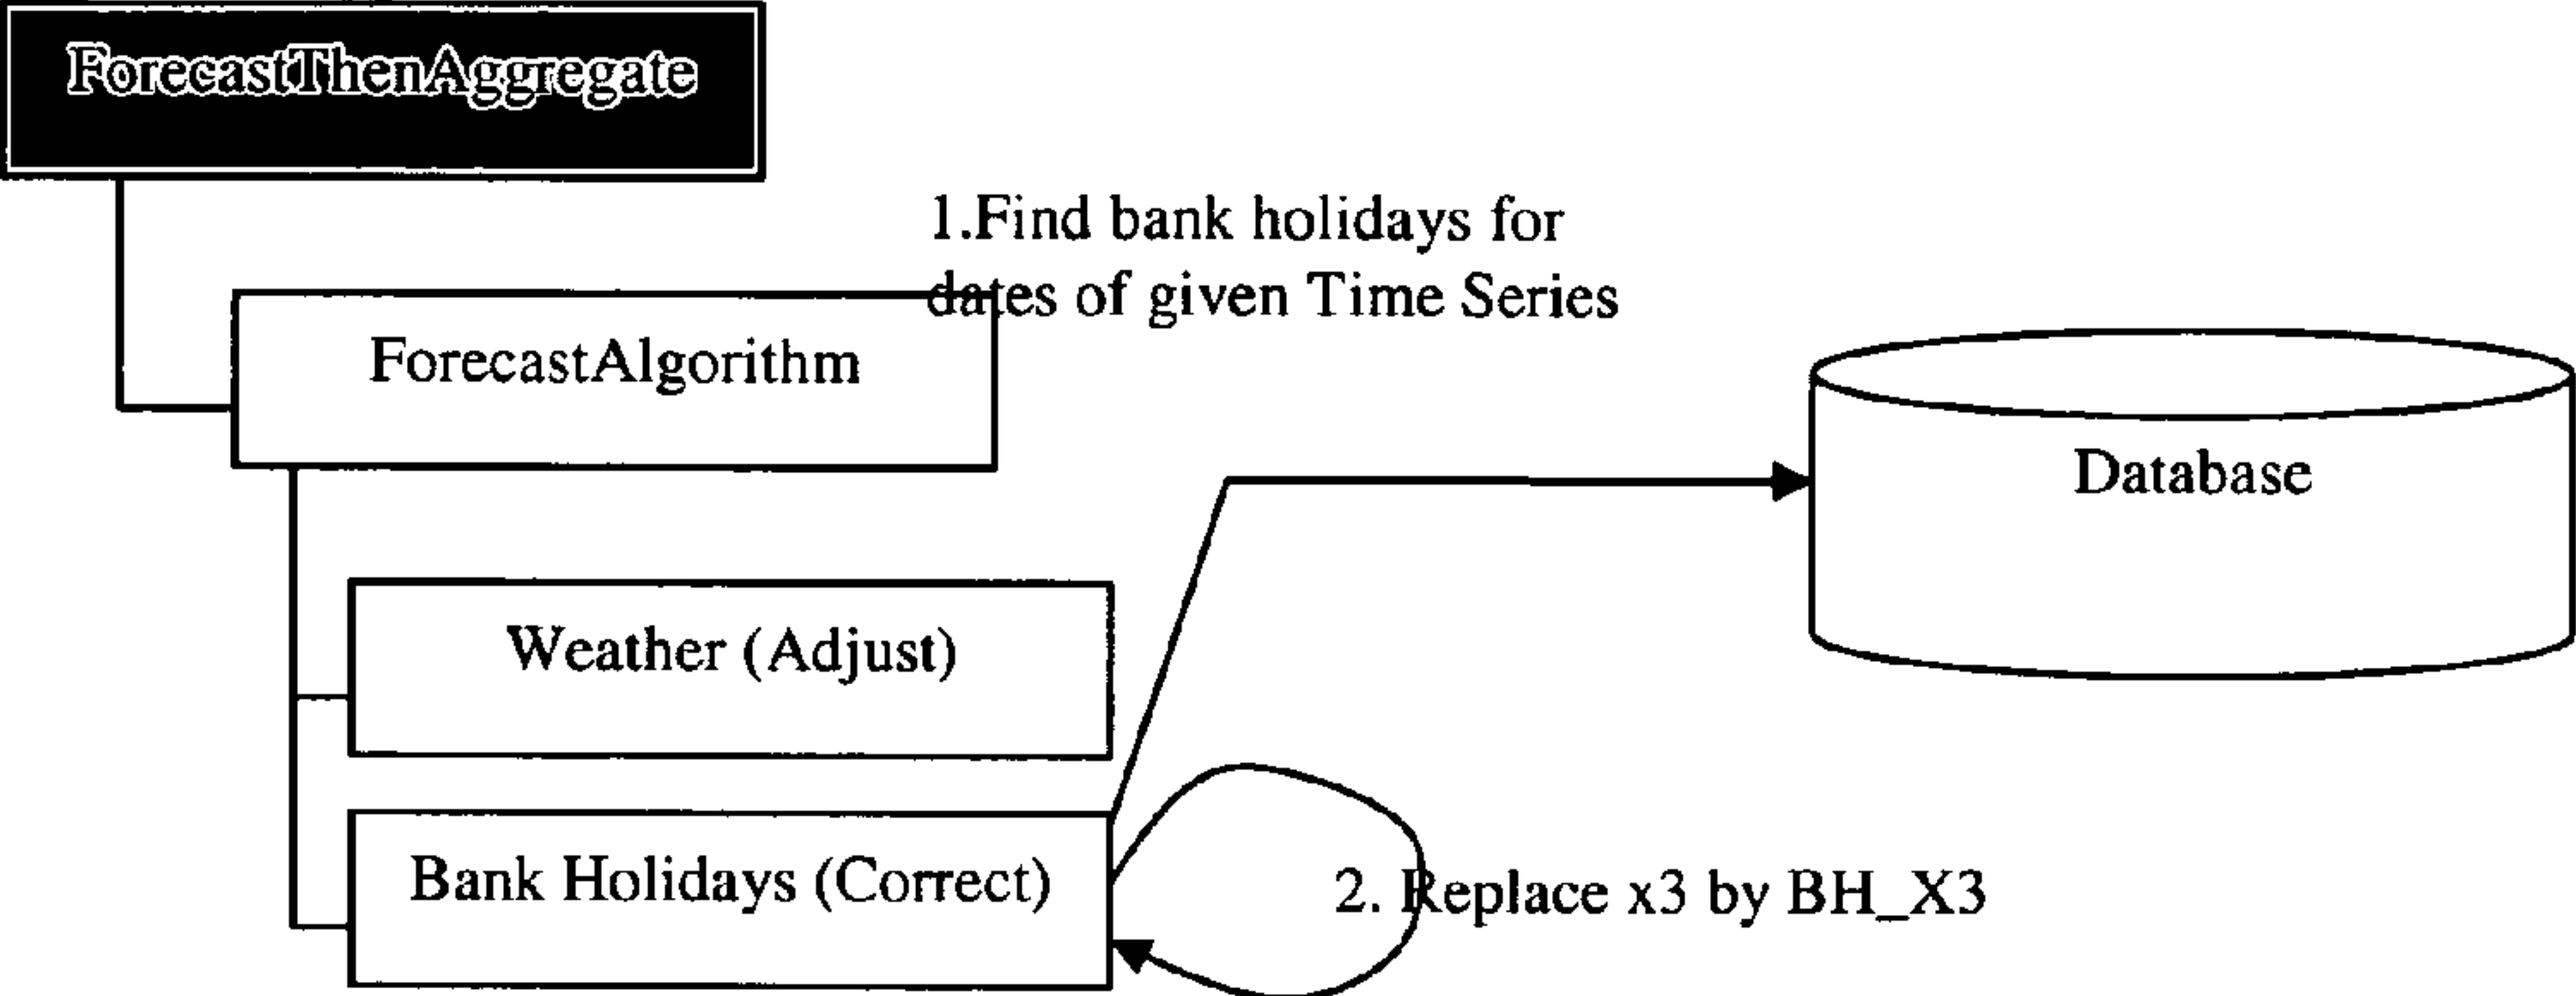 ForecastThenAggregate
1.Find bank holidays for
dates of given Time Series
ForecastAlgorithm
Database
Weather (Adjust)
Bank Holidays (Correct)
2. Replace x3 by BH_X3